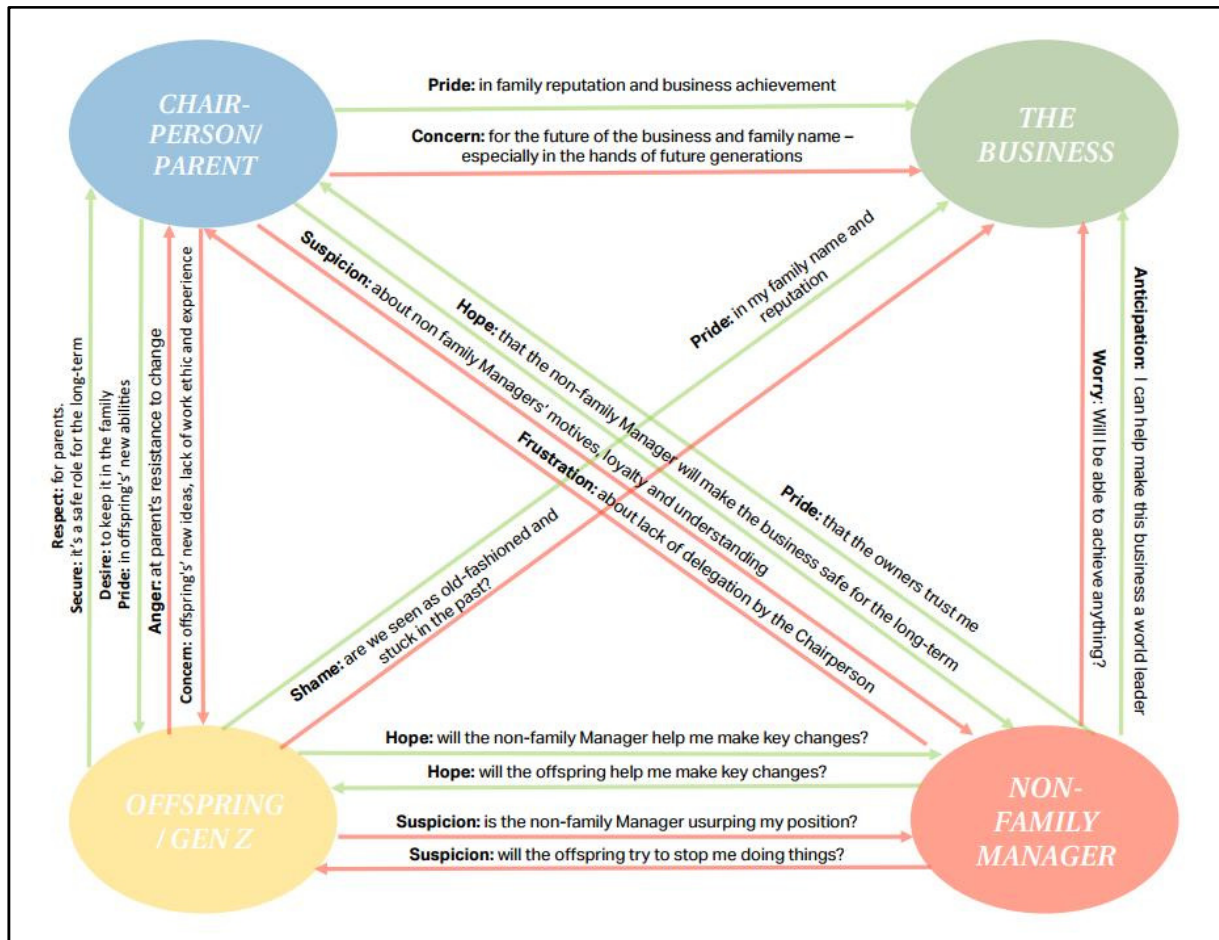 CHAIR-
PERSON/
PARENT
Pride: in family reputation and business achievement
Concern: for the future of the business and family name –
especially in the hands of future generations
THE
BUSINESS
Respect: for parents.
Secure: it's a safe role for the long-term
Desire: to keep it in the family
Pride: in offspring's' new abilities
Anger: at parent's resistance to change
Concern: offspring's' new ideas, lack of work ethic and experience
Suspicion: about non family Managers' motives, loyalty and understanding
Hope: that the non-family Manager will make the business safe for the long-term
Frustration: about lack of delegation by the Chairperson
Pride: that the owners trust me
Pride: in my family name and
reputation
Shame: are we seen as old-fashioned and
stuck in the past?
Worry: Will I be able to achieve anything?
Anticipation: I can help make this business a world leader
OFFSPRING
/ GEN Z
Hope: will the non-family Manager help me make key changes?
Hope: will the offspring help me make key changes?
Suspicion: is the non-family Manager usurping my position?
Suspicion: will the offspring try to stop me doing things?
NON-
FAMILY
MANAGER